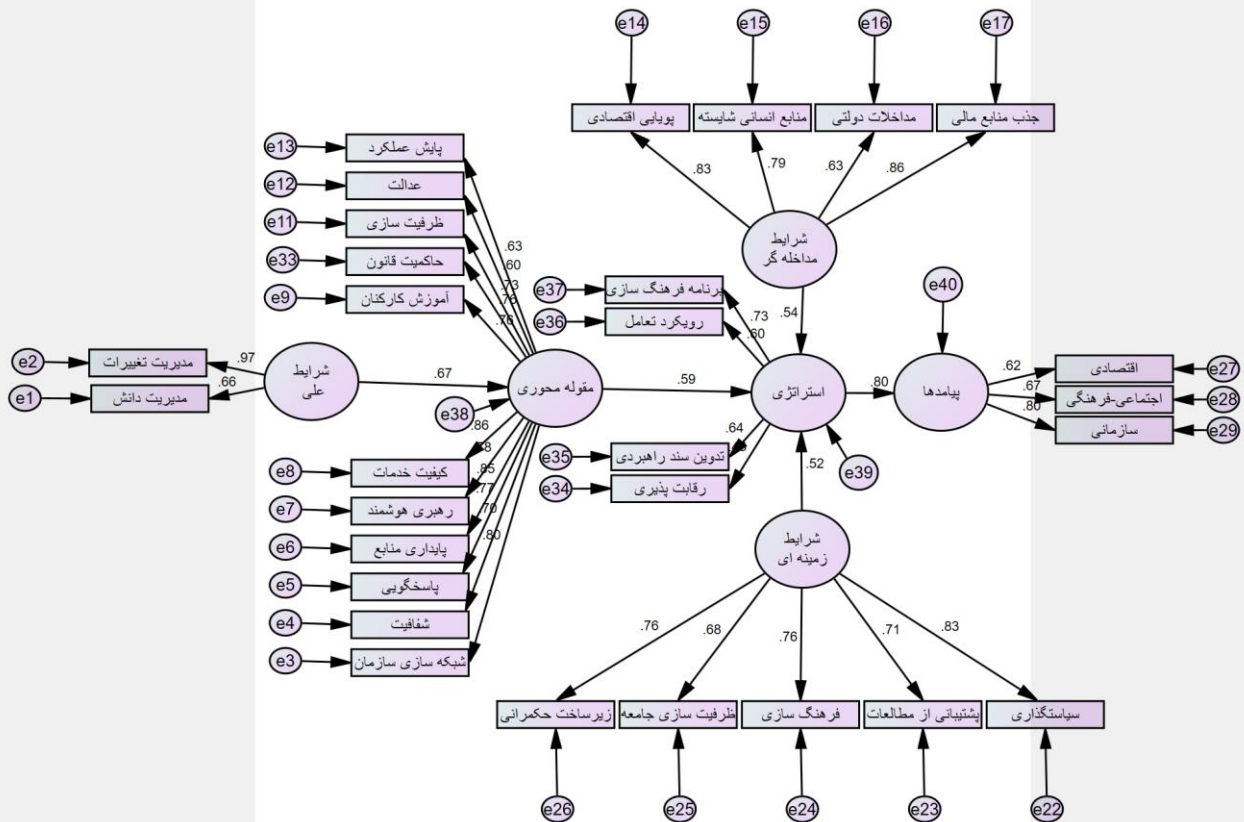 e14
e15
e16
e17
پویایی اقتصادی
منابع انسانی شایسته
مداخلات دولتی
جذب منابع مالی
.83
.79
.63
.86
شرایط
مداخله گر
.54
e13
پایش عملکرد
e12
عدالت
e11
ظرفیت سازی
e33
حاکمیت قانون
e9
آموزش کارکنان
.63
.60
.73
.76
.76
e37
برنامه فرهنگ سازی
e36
رویکرد تعامل
.73
.60
e40
e2
مدیریت تغییرات
.97
e1
مدیریت دانش
.66
شرایط
علی
.67
مقوله محوری
e38
.59
استراتژی
.80
پیامدها
.62
.67
.80
اقتصادی
e27
اجتماعی-فرهنگی
e28
سازمانی
e29
.86
.85
.77
.70
.80
e8
کیفیت خدمات
e7
رهبری هوشمند
e6
پایداری منابع
e5
پاسخگویی
e4
شفافیت
e3
شبکه سازی سازمان
e35
تدوین سند راهبردی
e34
رقابت پذیری
.64
e39
.52
شرایط
زمینه ای
.76
.68
.76
.71
.83
زیرساخت حکمرانی
ظرفیت سازی جامعه
فرهنگ سازی
پشتیبانی از مطالعات
سیاستگذاری
e26
e25
e24
e23
e22